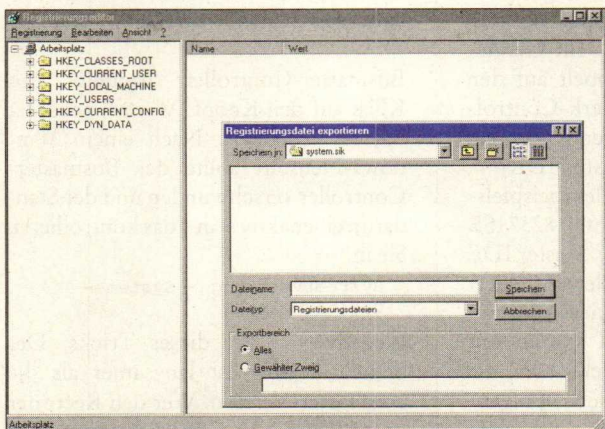 Registrierungseditor
Registrierung Bearbeiten Ansicht ?
Arbeitsplatz
HKEY_CLASSES_ROOT
HKEY_CURRENT_USER
HKEY_LOCAL_MACHINE
HKEY_USERS
HKEY_CURRENT_CONFIG
HKEY_DYN_DATA
Name Wert
Registrierungsdatei exportieren
Speichern in: system.sik
Dateiname:
Speichern
Dateityp: Registrierungsdateien
Abbrechen
Exportbereich
Alles
Gewählter Zweig
Arbeitsplatz